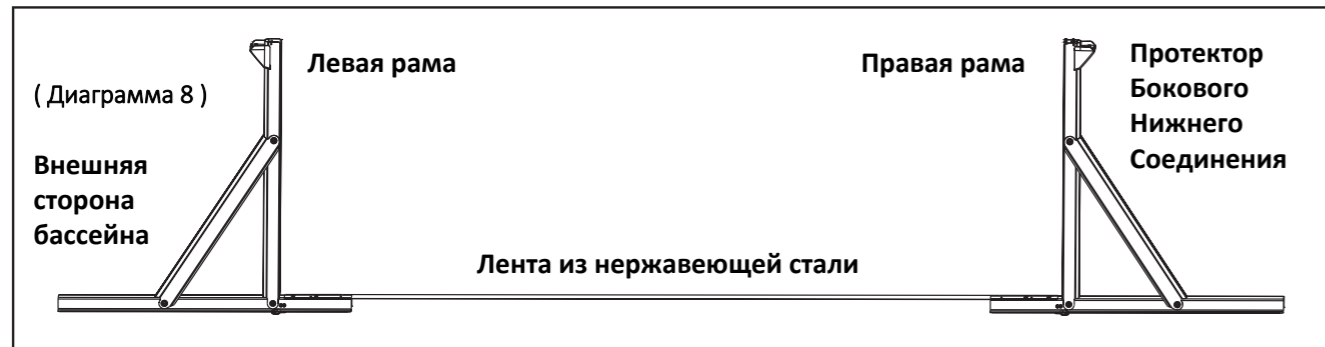 ( Диаграмма 8 )
Внешняя
сторона
бассейна
Левая рама
Правая рама
Протектор
Бокового
Нижнего
Соединения
Лента из нержавеющей стали